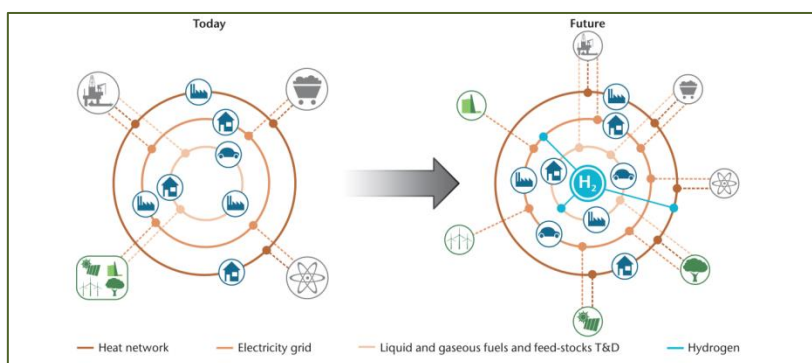 Today
Future
H₂
Heat network
Electricity grid
Liquid and gaseous fuels and feed-stocks T&D
Hydrogen